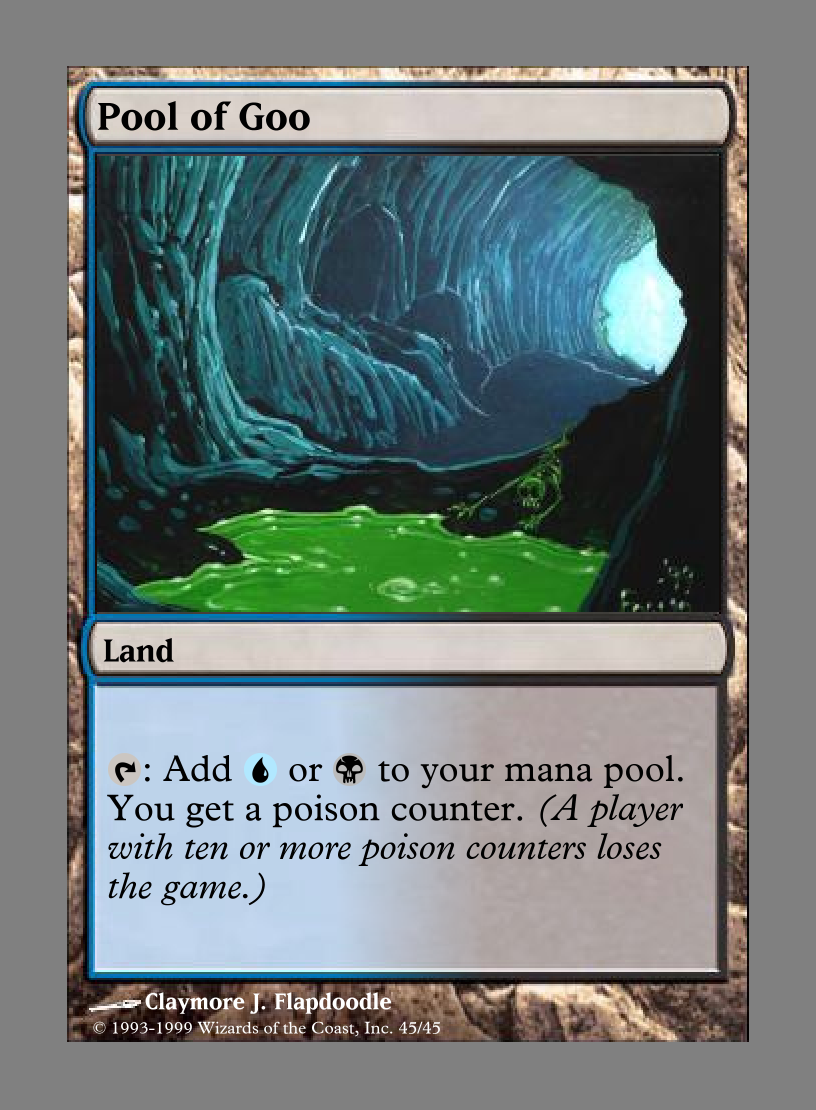 Pool of Goo
Land
: Add or to your mana pool.
You get a poison counter. (A player
with ten or more poison counters loses
the game.)
Claymore J. Flapdoodle
© 1993-1999 Wizards of the Coast, Inc. 45/45